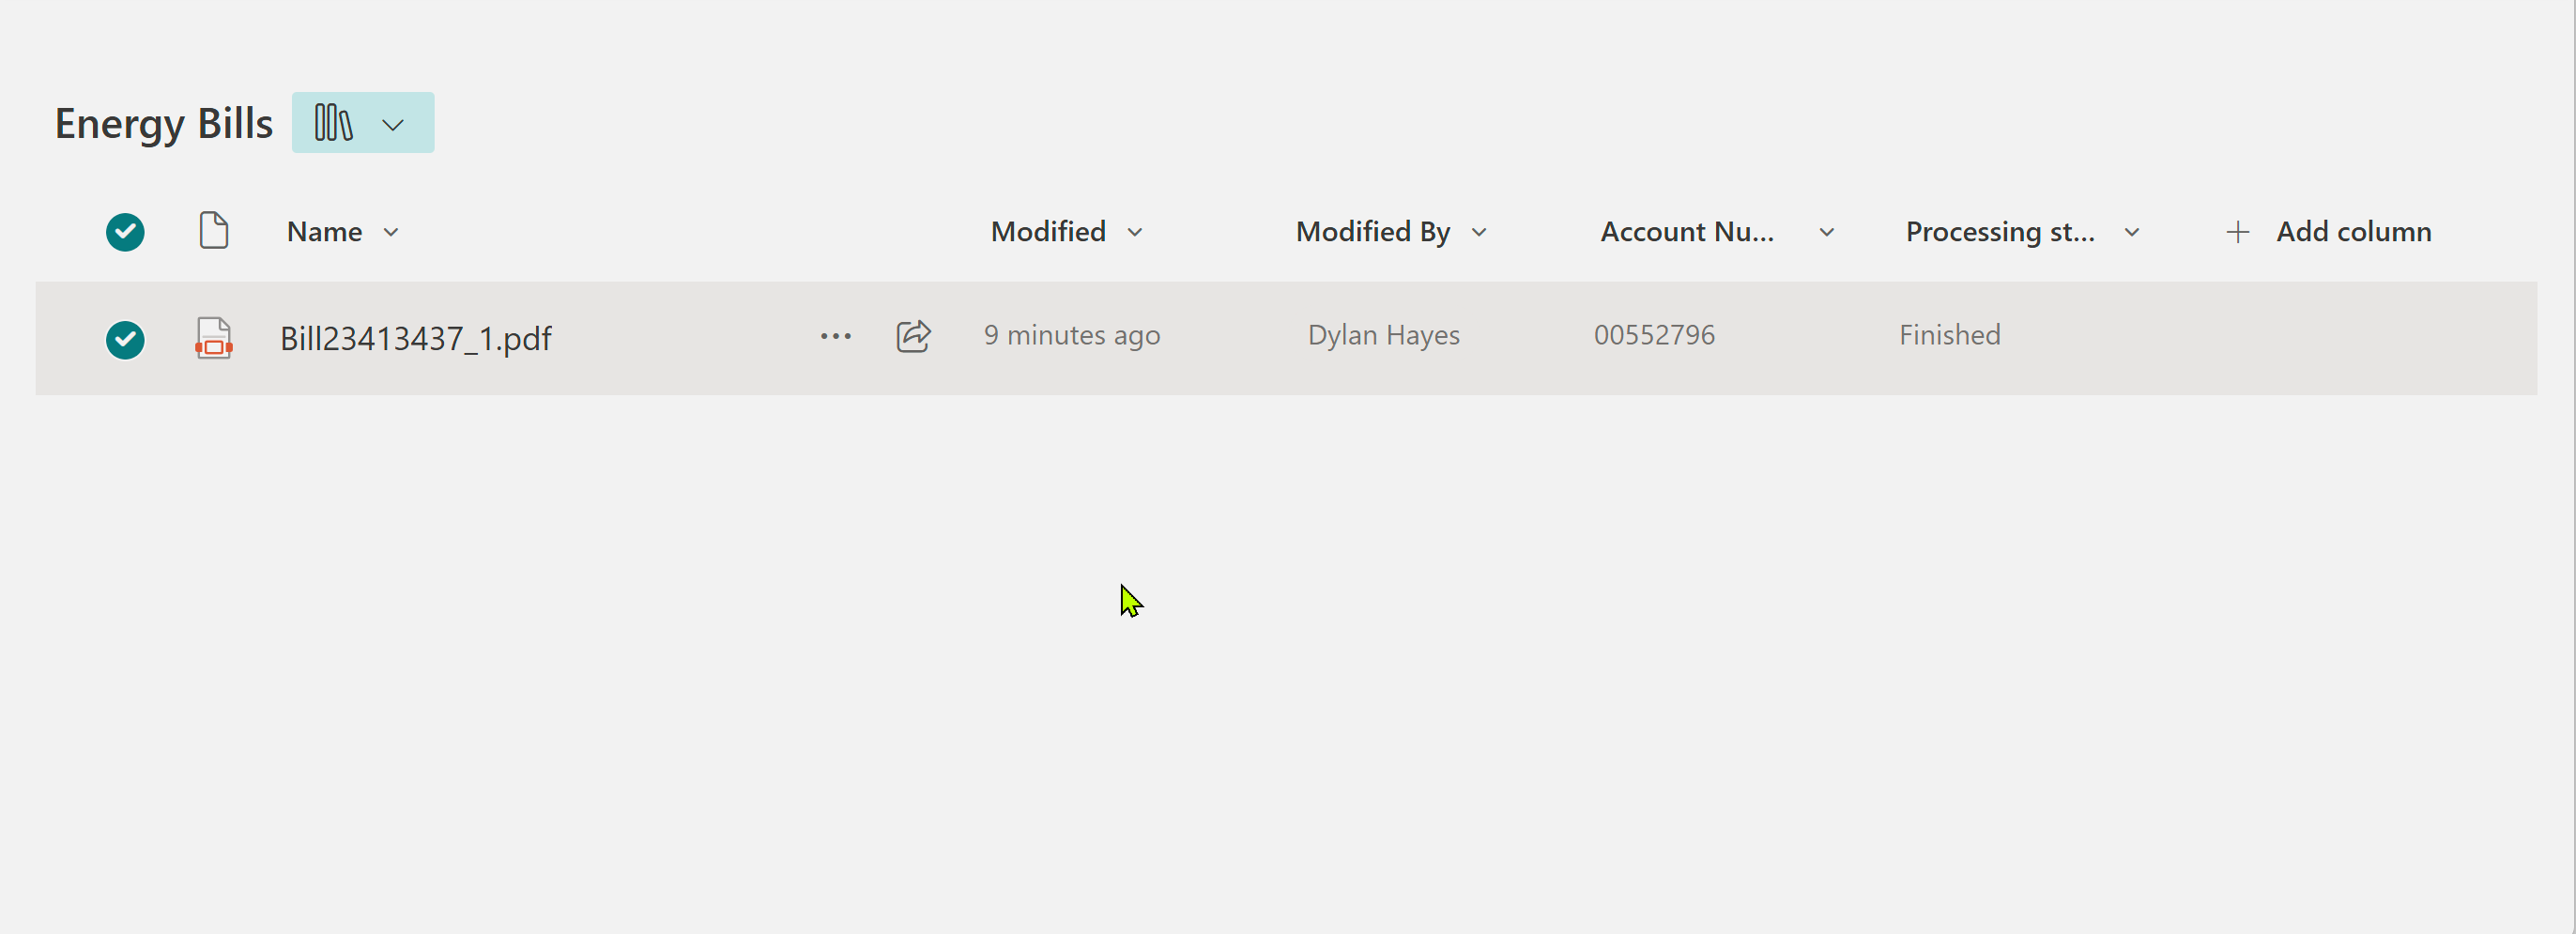 Energy Bills
Name Modified Modified By Account Nu... Processing st... Add column
Bill23413437_1.pdf 9 minutes ago Dylan Hayes 00552796 Finished